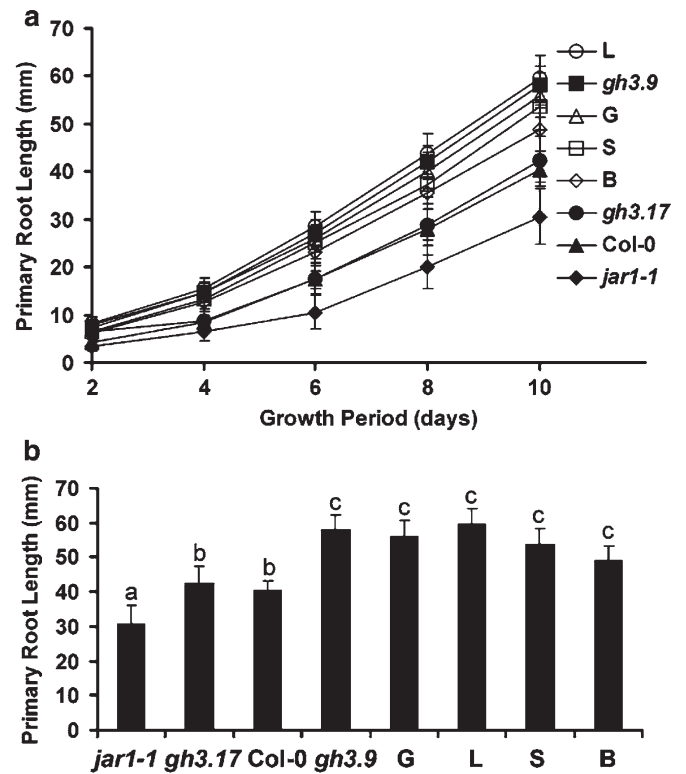 a
70
60
50
40
30
20
10
0
Primary Root Length (mm)
2 4 6 8 10
Growth Period (days)
L
gh3.9
G
S
B
gh3.17
Col-0
jar1-1
b
70
60
50
40
30
20
10
0
Primary Root Length (mm)
a b b c c c c c
jar1-1 gh3.17 Col-0 gh3.9 G L S B